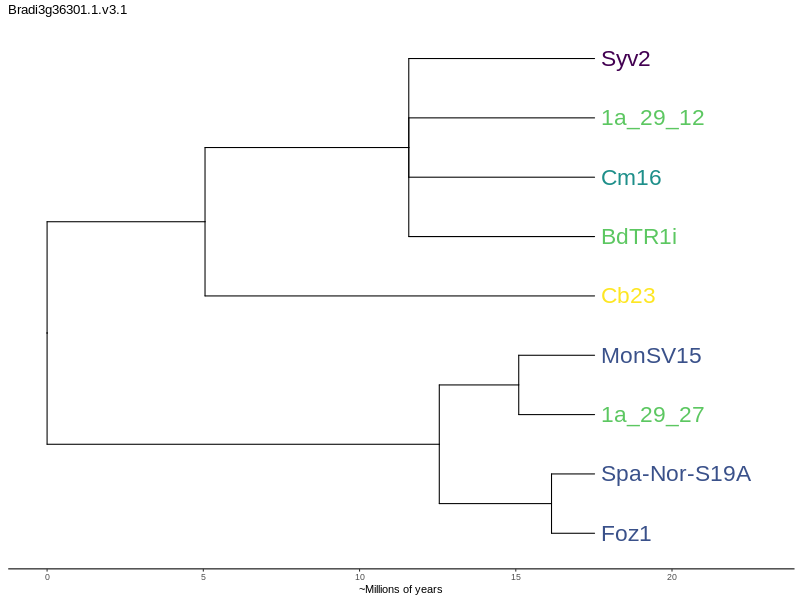 Bradi3g36301.1.v3.1
Syv2
1a_29_12
Cm16
BdTR1i
Cb23
MonSV15
1a_29_27
Spa-Nor-S19A
Foz1
0 5 10 15 20
~Millions of years